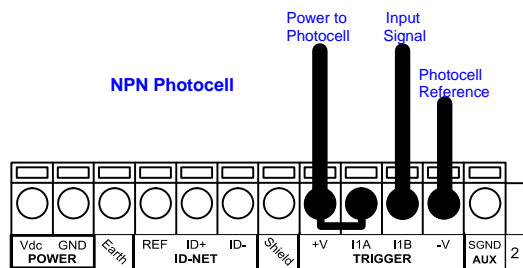 Power to
Photocell
Input
Signal
Photocell
Reference
NPN Photocell
Vdc GND Earth REF ID+ ID- Shield +V I1A I1B -V SGND 2
POWER ID-NET TRIGGER AUX